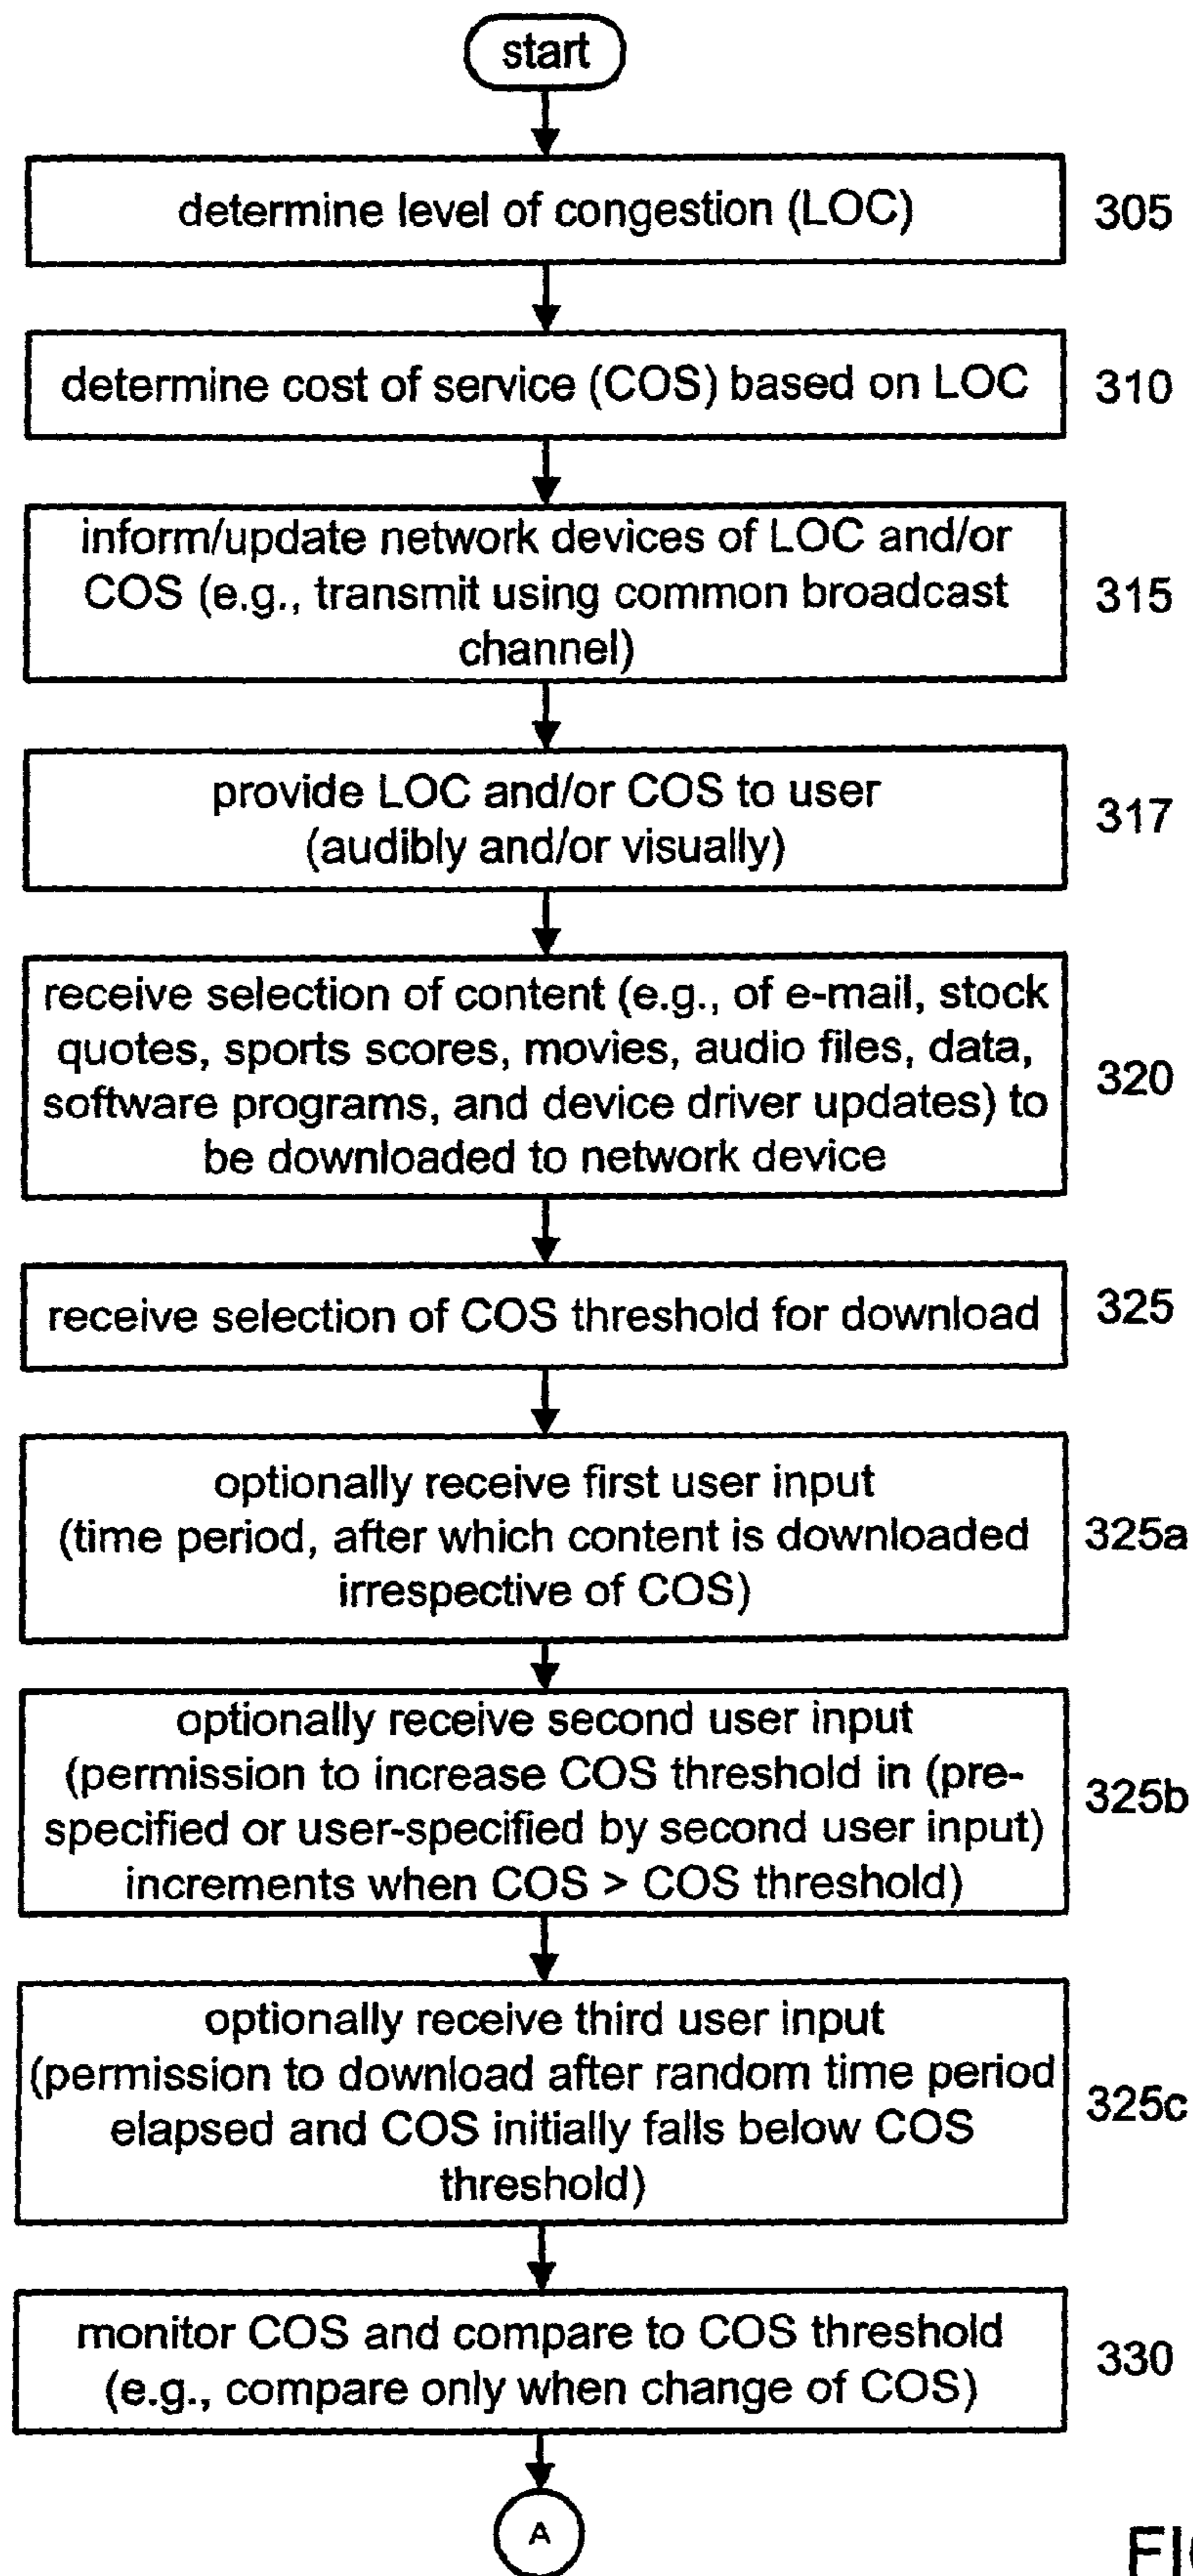 start
determine level of congestion (LOC)
305
determine cost of service (COS) based on LOC
310
inform/update network devices of LOC and/or
COS (e.g., transmit using common broadcast
channel)
315
provide LOC and/or COS to user
(audibly and/or visually)
317
receive selection of content (e.g., of e-mail, stock
quotes, sports scores, movies, audio files, data,
software programs, and device driver updates) to
be downloaded to network device
320
receive selection of COS threshold for download
325
optionally receive first user input
(time period, after which content is downloaded
irrespective of COS)
325a
optionally receive second user input
(permission to increase COS threshold in (pre-
specified or user-specified by second user input)
increments when COS > COS threshold)
325b
optionally receive third user input
(permission to download after random time period
elapsed and COS initially falls below COS
threshold)
325c
monitor COS and compare to COS threshold
(e.g., compare only when change of COS)
330
A